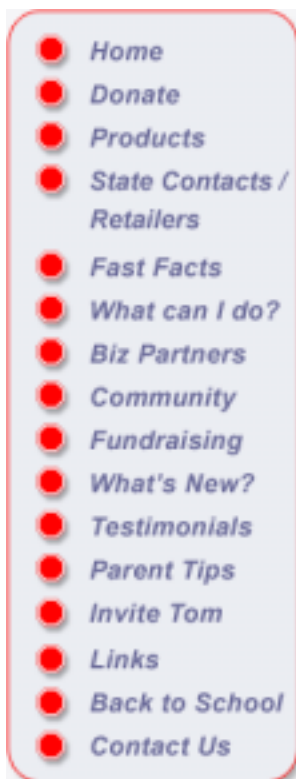 Home
Donate
Products
State Contacts /
Retailers
Fast Facts
What can I do?
Biz Partners
Community
Fundraising
What's New?
Testimonials
Parent Tips
Invite Tom
Links
Back to School
Contact Us